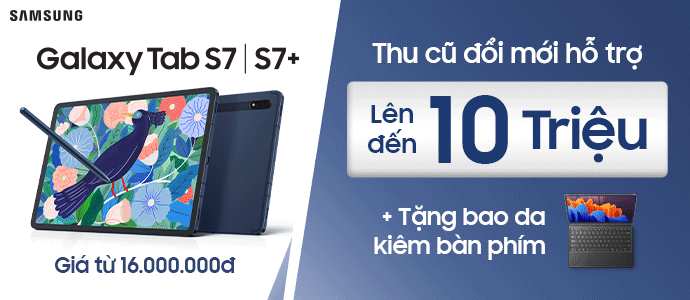 SAMSUNG
Galaxy Tab S7 | S7+
Giá từ 16.000.000đ
Thu cũ đổi mới hỗ trợ
Lên
đến
10 Triệu
+ Tặng bao da
kiêm bàn phím